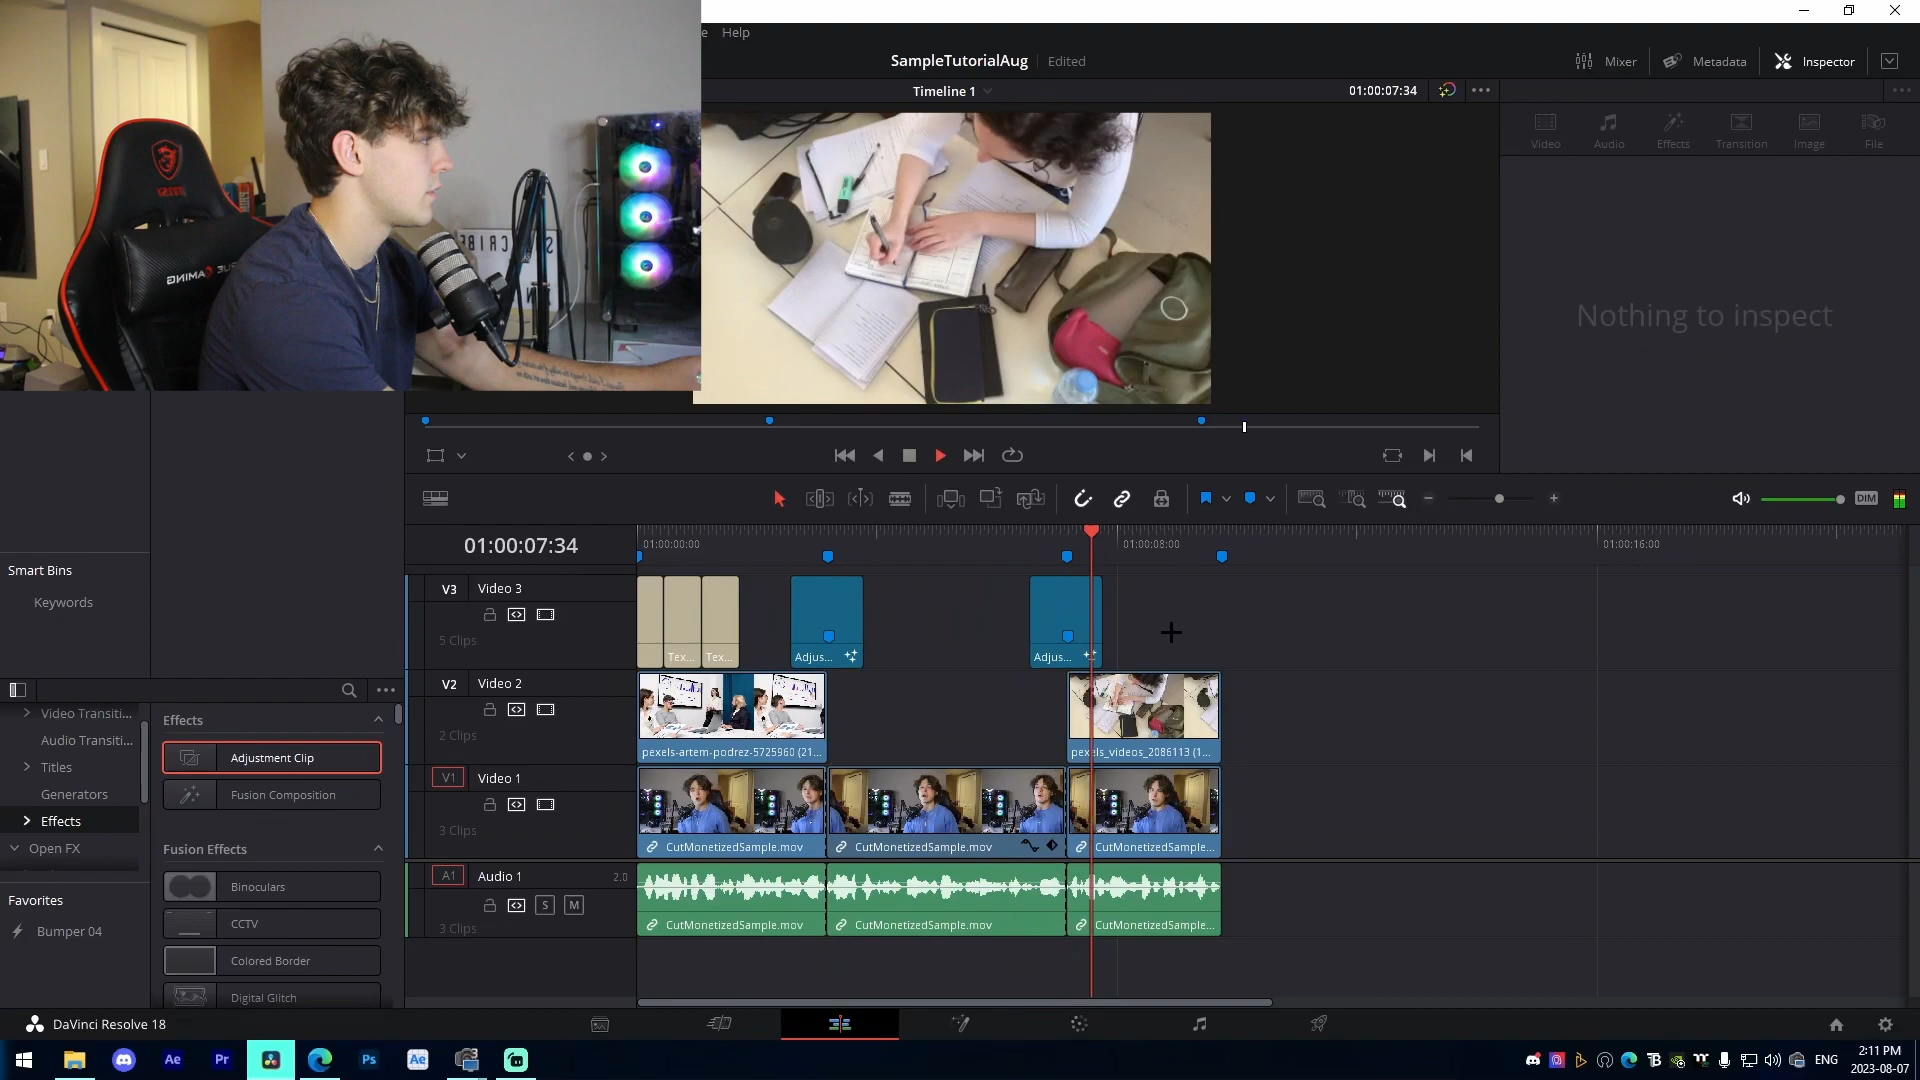 e Help
SampleTutorialAug Edited
Mixer Metadata Inspector
Timeline 1
01:00:07:34
Video Audio Effects Transition Image File
Nothing to inspect
DIM
01:00:07:34
01:00:00:00 01:00:08:00 01:00:16:00
Smart Bins
Keywords
V3 Video 3
5 Clips
Tex... Tex... Adjus... Adjus...
V2 Video 2
2 Clips
pexels-artem-podrez-5725960 (21... pexels_videos_2086113 (1...
V1 Video 1
3 Clips
CutMonetizedSample.mov CutMonetizedSample.mov CutMonetizedSample...
A1 Audio 1 2.0
S M
3 Clips
CutMonetizedSample.mov CutMonetizedSample.mov CutMonetizedSample...
Video Transiti...
Audio Transiti...
Titles
Generators
Effects
Open FX
Favorites
Bumper 04
Effects
Adjustment Clip
Fusion Composition
Fusion Effects
Binoculars
CCTV
Colored Border
Digital Glitch
DaVinci Resolve 18
Ae Pr Ps Ae
ENG
2:11 PM
2023-08-07